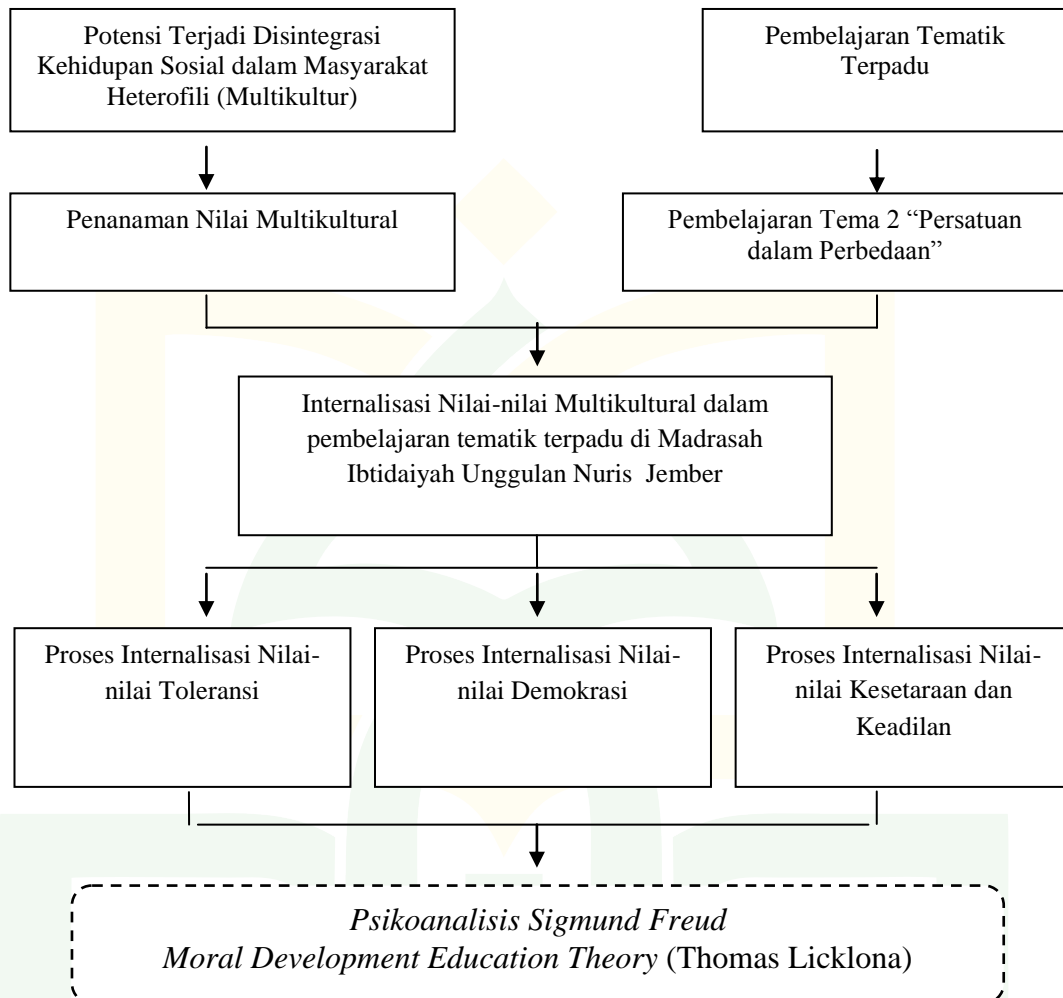 Potensi Terjadi Disintegrasi
Kehidupan Sosial dalam Masyarakat
Heterofili (Multikultur)
Pembelajaran Tematik
Terpadu
Penanaman Nilai Multikultural
Pembelajaran Tema 2 “Persatuan
dalam Perbedaan”
Internalisasi Nilai-nilai Multikultural dalam
pembelajaran tematik terpadu di Madrasah
Ibtidaiyah Unggulan Nuris Jember
Proses Internalisasi Nilai-
nilai Toleransi
Proses Internalisasi Nilai-
nilai Demokrasi
Proses Internalisasi Nilai-
nilai Kesetaraan dan
Keadilan
Psikoanalisis Sigmund Freud
Moral Development Education Theory (Thomas Licklona)